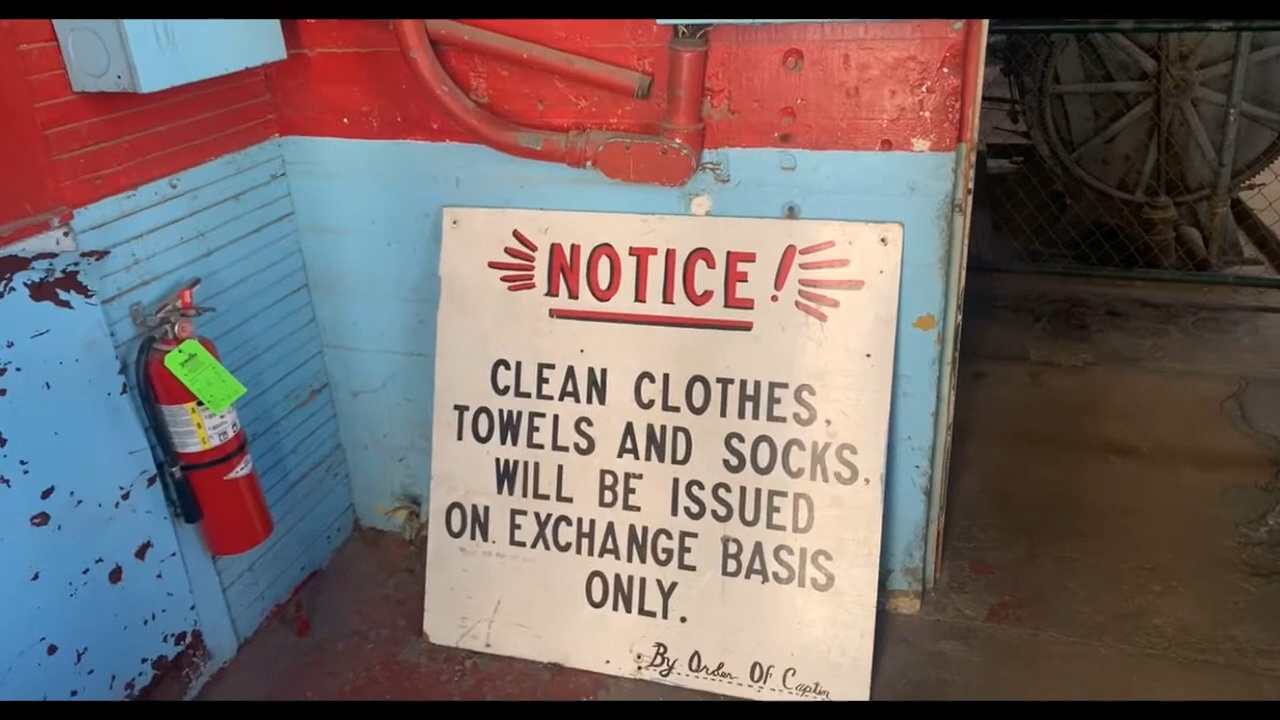 NOTICE!
CLEAN CLOTHES,
TOWELS AND SOCKS,
WILL BE ISSUED
ON EXCHANGE BASIS
ONLY.
By Order Of Captin
A
B
C